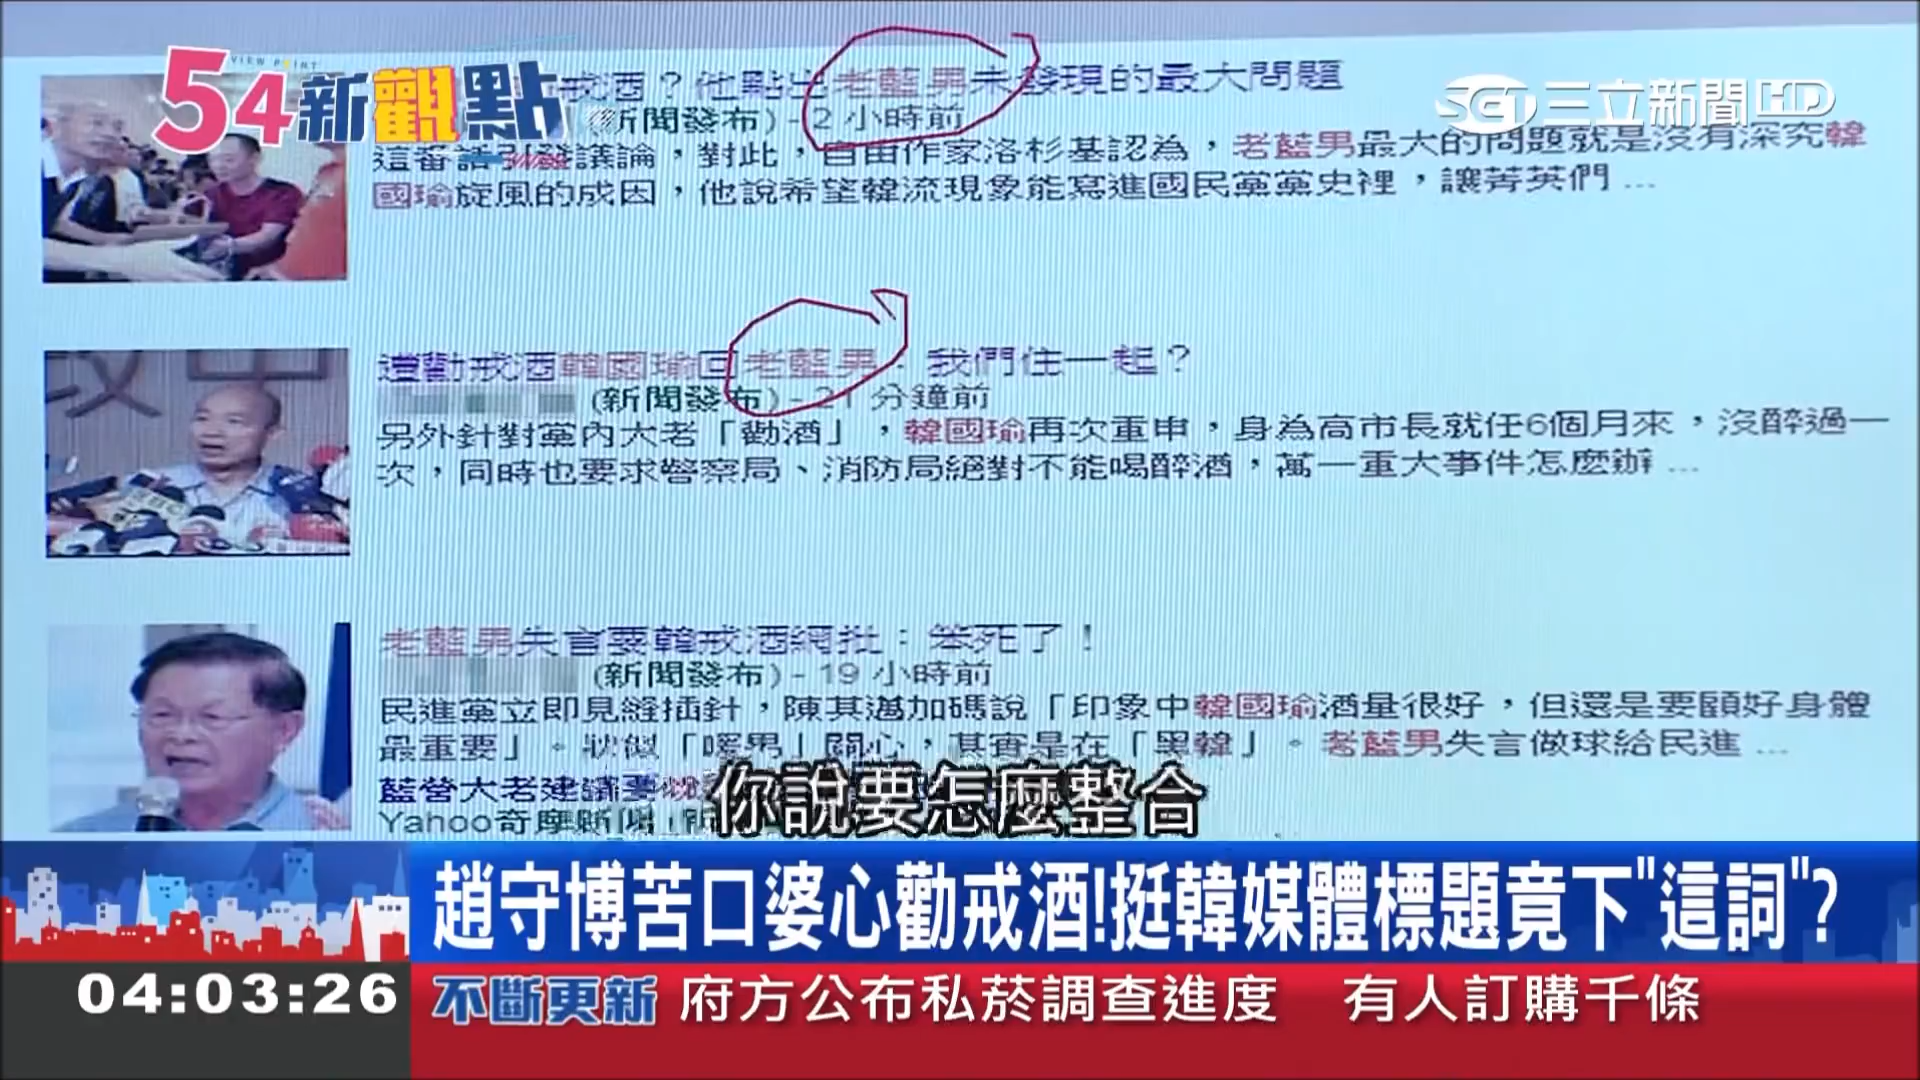 54新觀點
VIEW POINT
SET三立新聞HD
戒酒？他點出老藍男未發現的最大問題
(新聞發布) - 2 小時前
這番話引發議論，對此，自由作家洛杉基認為，老藍男最大的問題就是沒有深究韓
國瑜旋風的成因，他說希望韓流現象能寫進國民黨黨史裡，讓菁英們 ...
遭勸戒酒韓國瑜回老藍男：我們住一起？
(新聞發布) - 21 分鐘前
另外針對黨內大老「勸酒」，韓國瑜再次重申，身為高市長就任6個月來，沒醉過一
次，同時也要求警察局、消防局絕對不能喝醉酒，萬一重大事件怎麼辦 ...
老藍男失言要韓戒酒網批：笨死了！
(新聞發布) - 19 小時前
民進黨立即見縫插針，陳其邁加碼說「印象中韓國瑜酒量很好，但還是要顧好身體
最重要」。狀似「暖男」關心，其實是在「黑韓」。老藍男失言做球給民進 ...
藍營大老建議要
Yahoo奇摩新聞
你說要怎麼整合
趙守博苦口婆心勸戒酒!挺韓媒體標題竟下"這詞"?
04:03:26
不斷更新 府方公布私菸調查進度 有人訂購千條